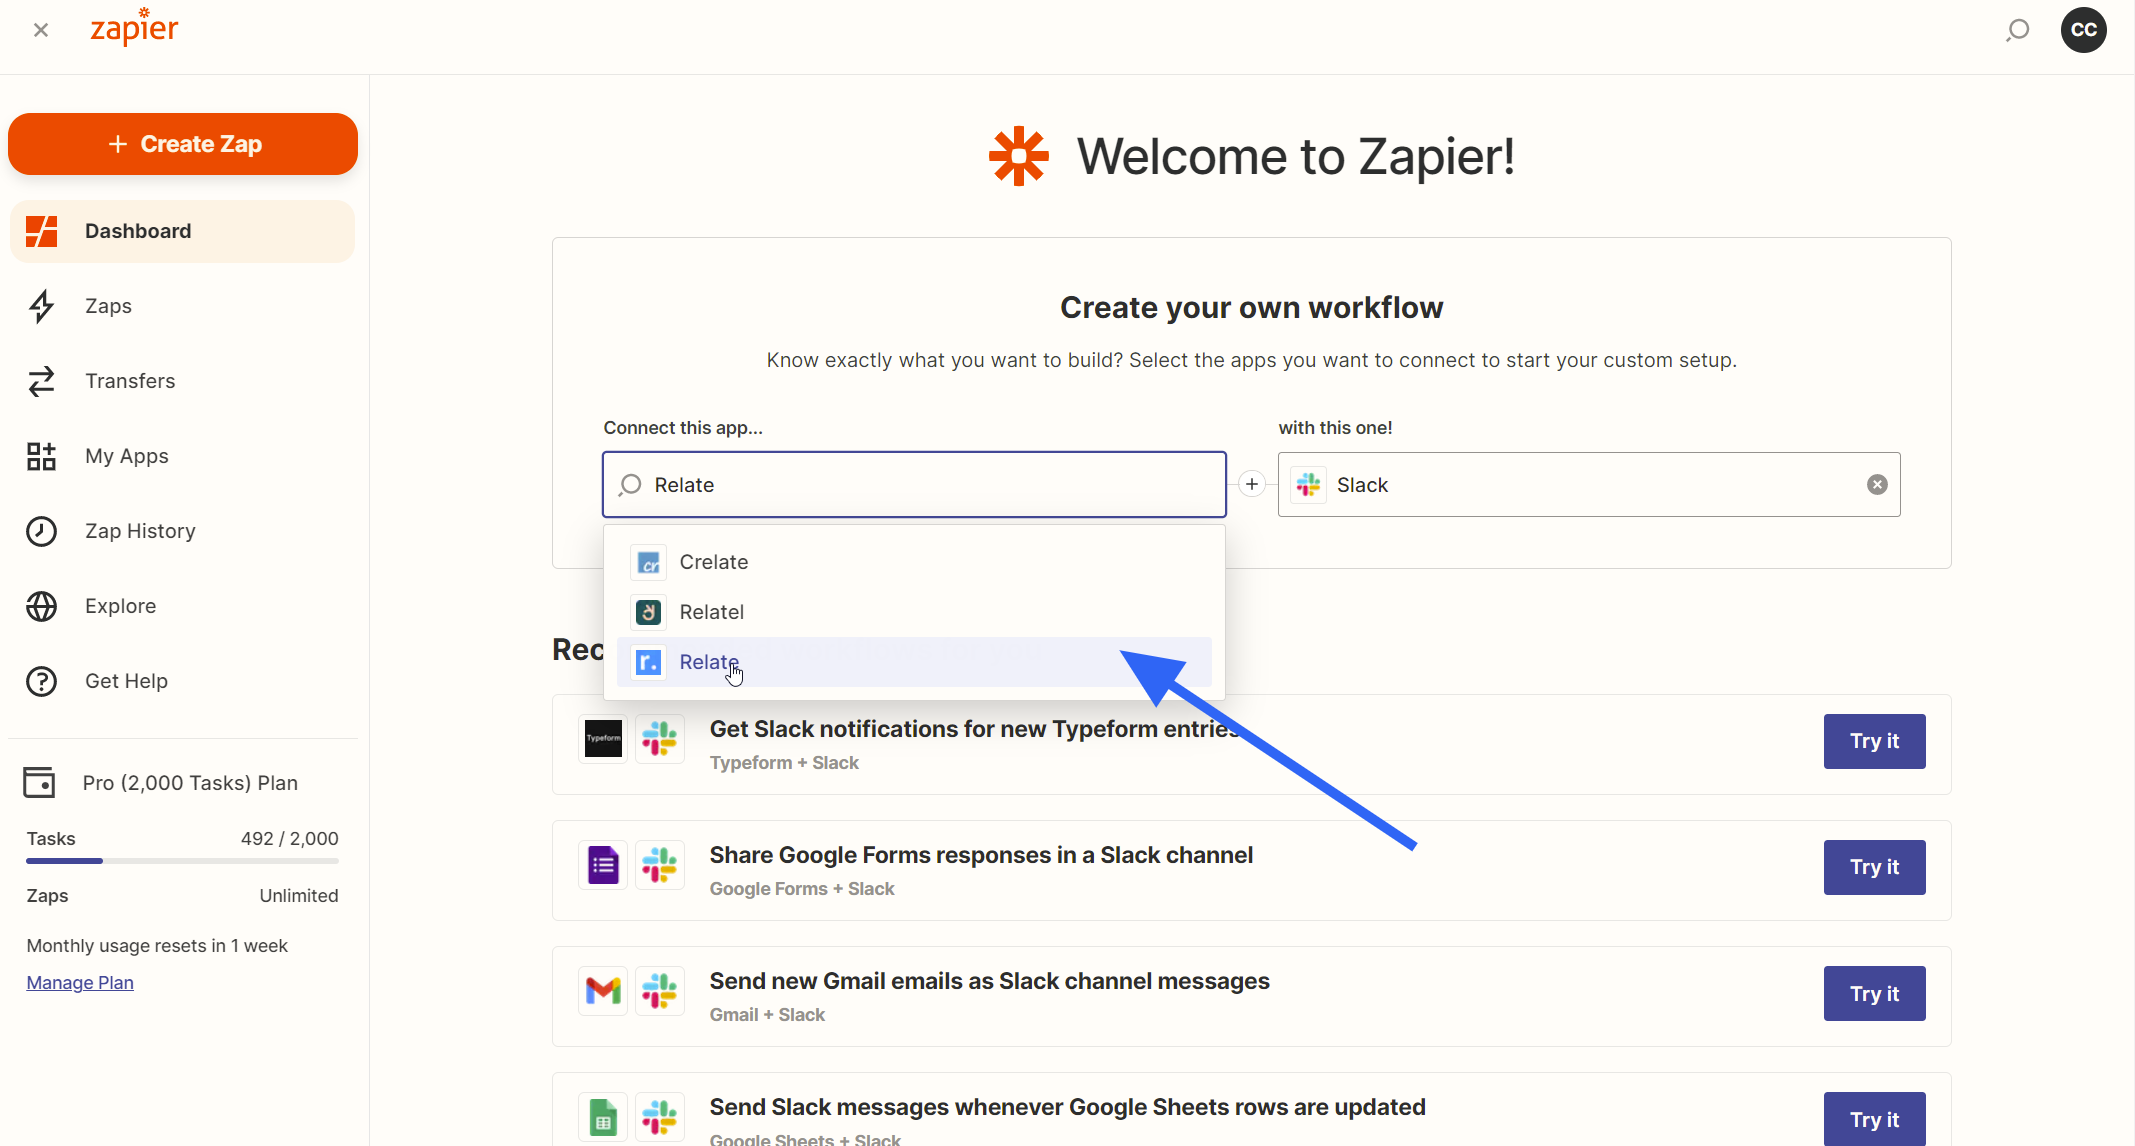 zapier
CC
+ Create Zap
Dashboard
Zaps
Transfers
My Apps
Zap History
Explore
Get Help
Pro (2,000 Tasks) Plan
Tasks 492 / 2,000
Zaps Unlimited
Monthly usage resets in 1 week
Manage Plan
Welcome to Zapier!
Create your own workflow
Know exactly what you want to build? Select the apps you want to connect to start your custom setup.
Connect this app...
with this one!
Relate
Slack
cr Crelate
Relatel
r. Relate
Rec
Typeform
Get Slack notifications for new Typeform entries
Typeform + Slack
Try it
Share Google Forms responses in a Slack channel
Google Forms + Slack
Try it
Send new Gmail emails as Slack channel messages
Gmail + Slack
Try it
Send Slack messages whenever Google Sheets rows are updated
Google Sheets + Slack
Try it